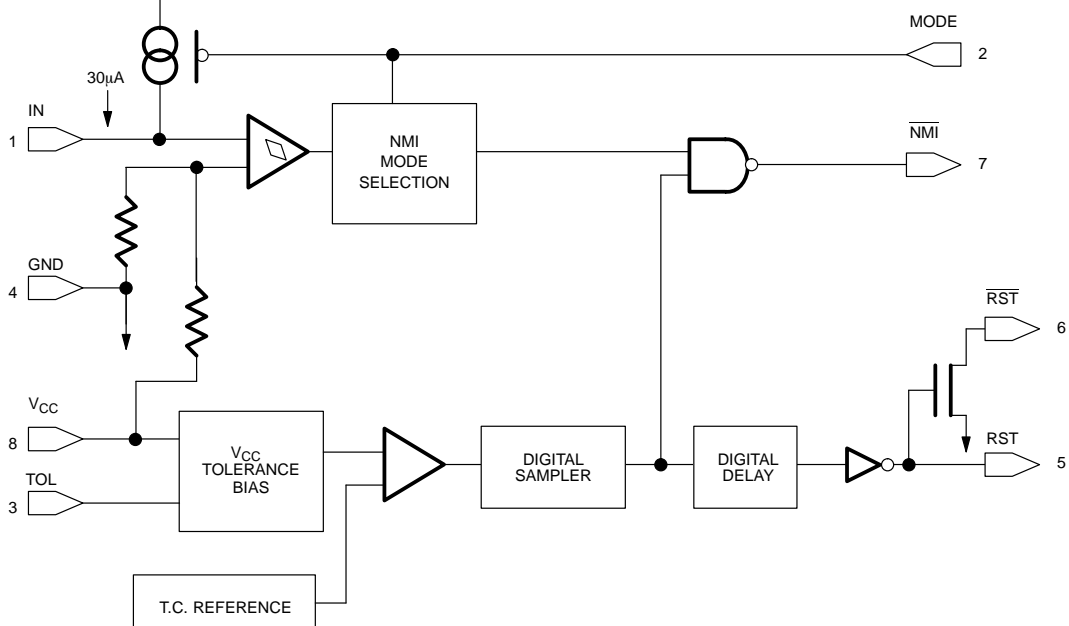 MODE
2
30μA
IN
1
NMI
MODE
SELECTION
NMI
7
GND
4
RST
6
VCC
8
VCC
TOLERANCE
BIAS
DIGITAL
SAMPLER
DIGITAL
DELAY
RST
5
TOL
3
T.C. REFERENCE